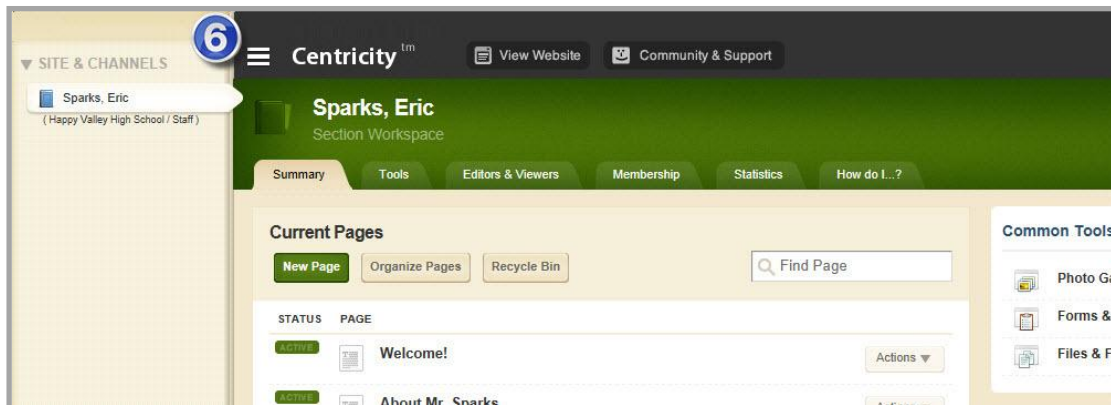 6
Centricity tm
View Website
Community & Support
SITE & CHANNELS
Sparks, Eric
( Happy Valley High School / Staff )
Sparks, Eric
Section Workspace
Summary
Tools
Editors & Viewers
Membership
Statistics
How do I...?
Current Pages
New Page
Organize Pages
Recycle Bin
Find Page
Common Tools
Photo Ga
Forms &
Files & F
STATUS PAGE
ACTIVE
Welcome!
Actions
ACTIVE
About Mr. Sparks
Actions